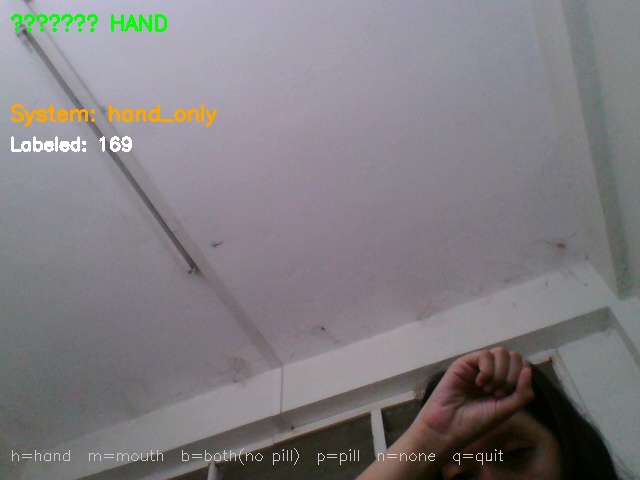 ??????? HAND
System: hand_only
Labeled: 169
h=hand m=mouth b=both(no pill) p=pill n=none q=quit